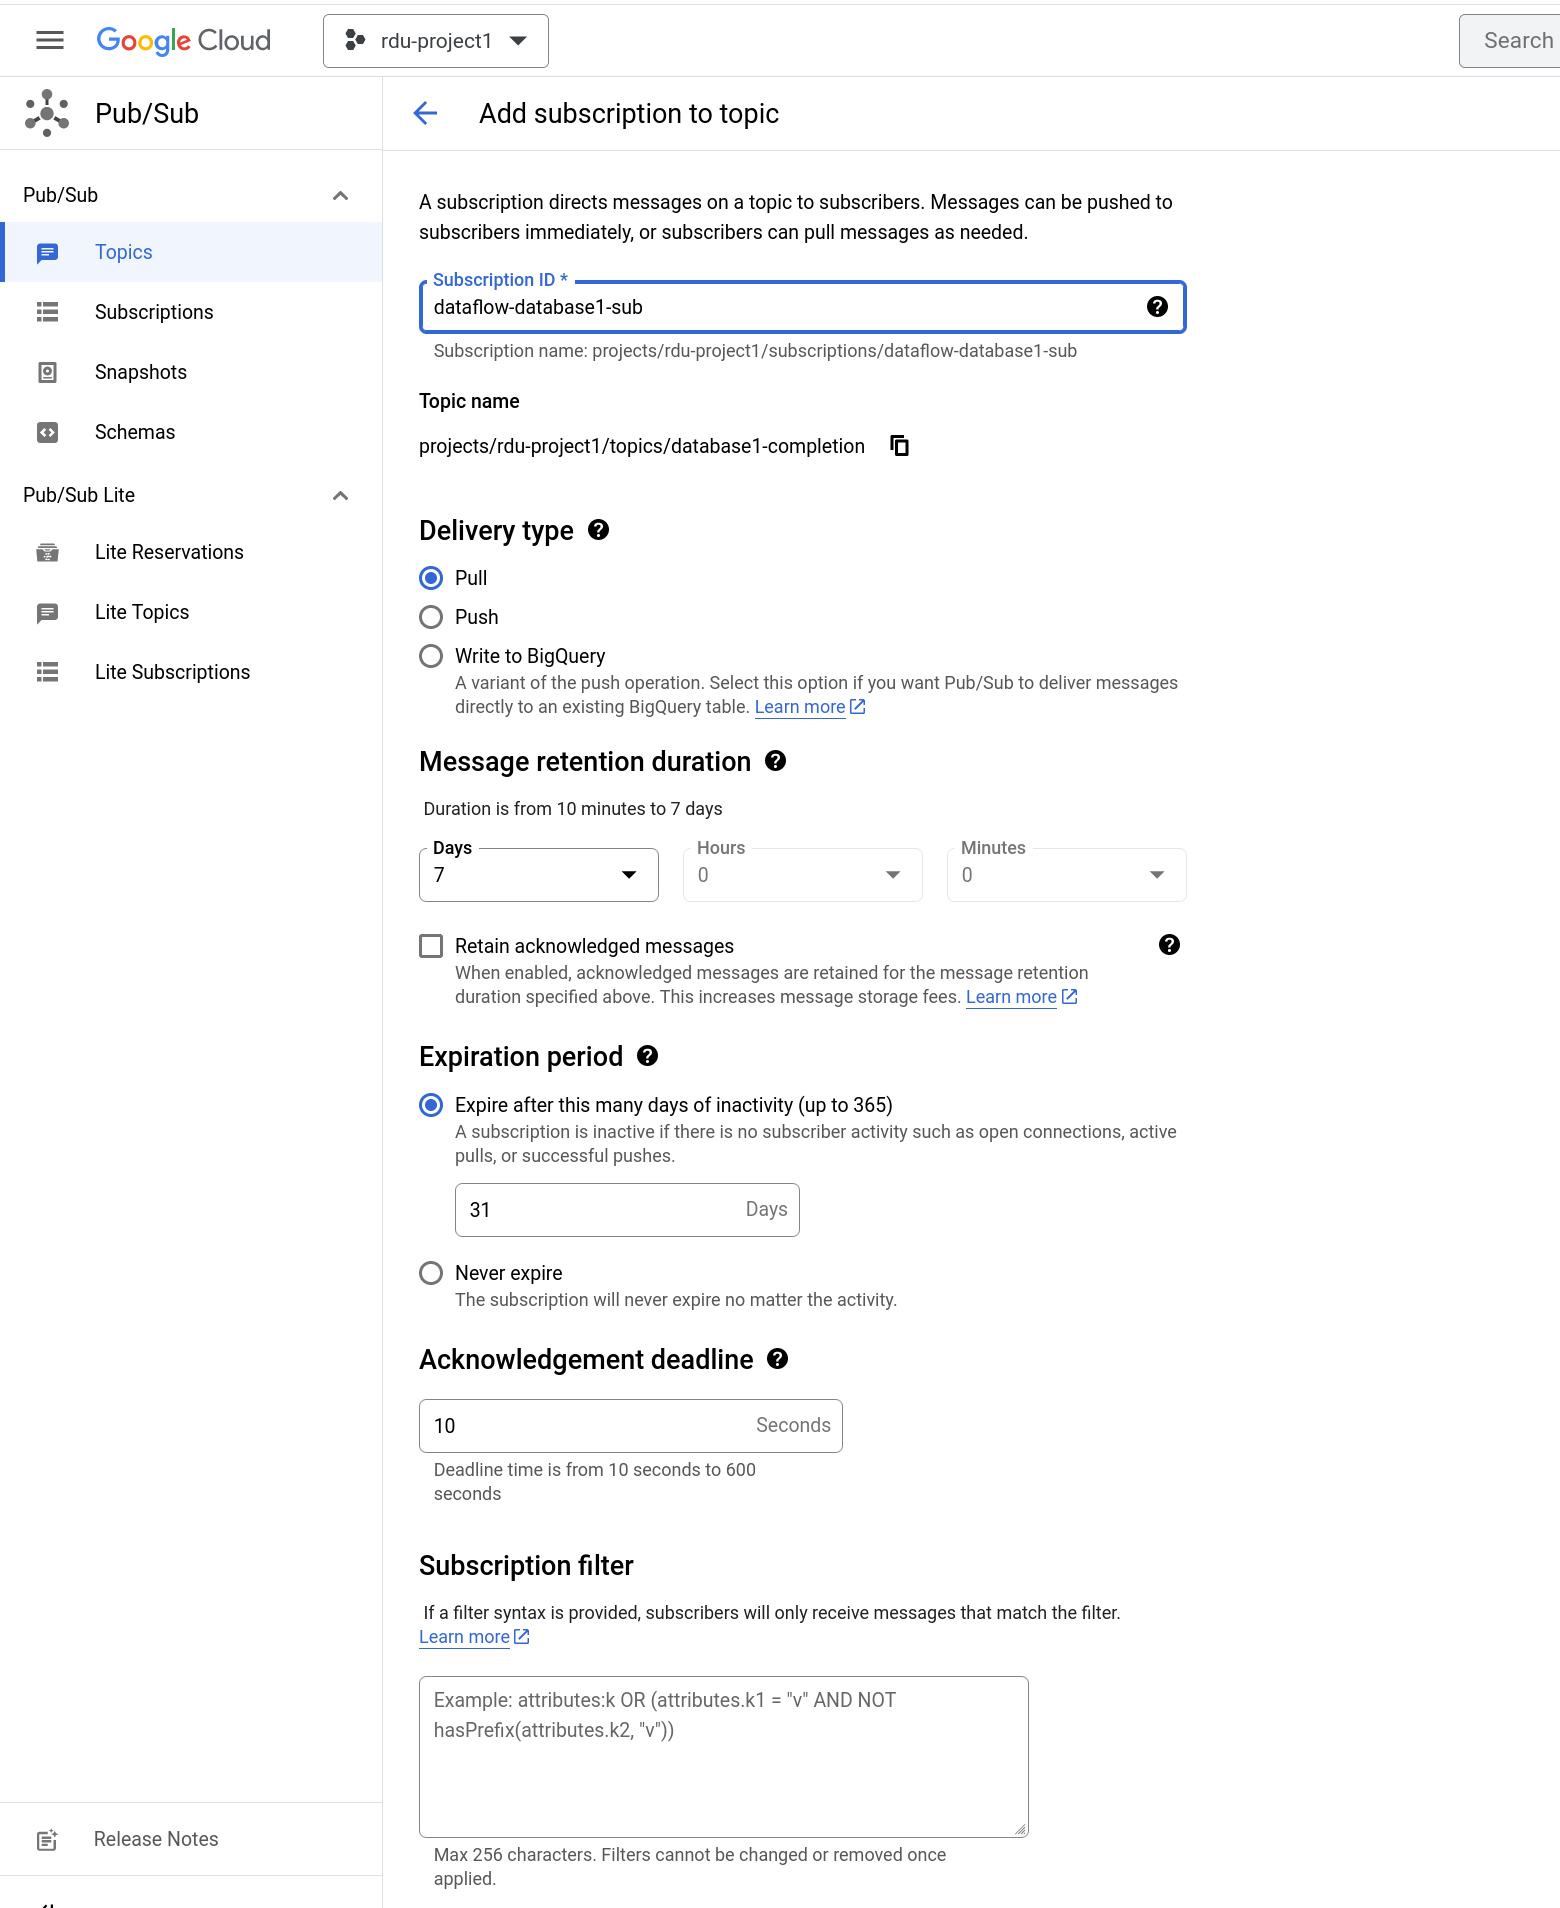 Google Cloud
rdu-project1
Search
Pub/Sub
Add subscription to topic
Pub/Sub
Topics
Subscriptions
Snapshots
Schemas
Pub/Sub Lite
Lite Reservations
Lite Topics
Lite Subscriptions
Release Notes
A subscription directs messages on a topic to subscribers. Messages can be pushed to
subscribers immediately, or subscribers can pull messages as needed.
Subscription ID *
dataflow-database1-sub
Subscription name: projects/rdu-project1/subscriptions/dataflow-database1-sub
Topic name
projects/rdu-project1/topics/database1-completion
Delivery type
Pull
Push
Write to BigQuery
A variant of the push operation. Select this option if you want Pub/Sub to deliver messages
directly to an existing BigQuery table. Learn more
Message retention duration
Duration is from 10 minutes to 7 days
Days Hours Minutes
7 0 0
Retain acknowledged messages
When enabled, acknowledged messages are retained for the message retention
duration specified above. This increases message storage fees. Learn more
Expiration period
Expire after this many days of inactivity (up to 365)
A subscription is inactive if there is no subscriber activity such as open connections, active
pulls, or successful pushes.
31 Days
Never expire
The subscription will never expire no matter the activity.
Acknowledgement deadline
10 Seconds
Deadline time is from 10 seconds to 600
seconds
Subscription filter
If a filter syntax is provided, subscribers will only receive messages that match the filter.
Learn more
Example: attributes:k OR (attributes.k1 = "v" AND NOT
hasPrefix(attributes.k2, "v"))
Max 256 characters. Filters cannot be changed or removed once
applied.